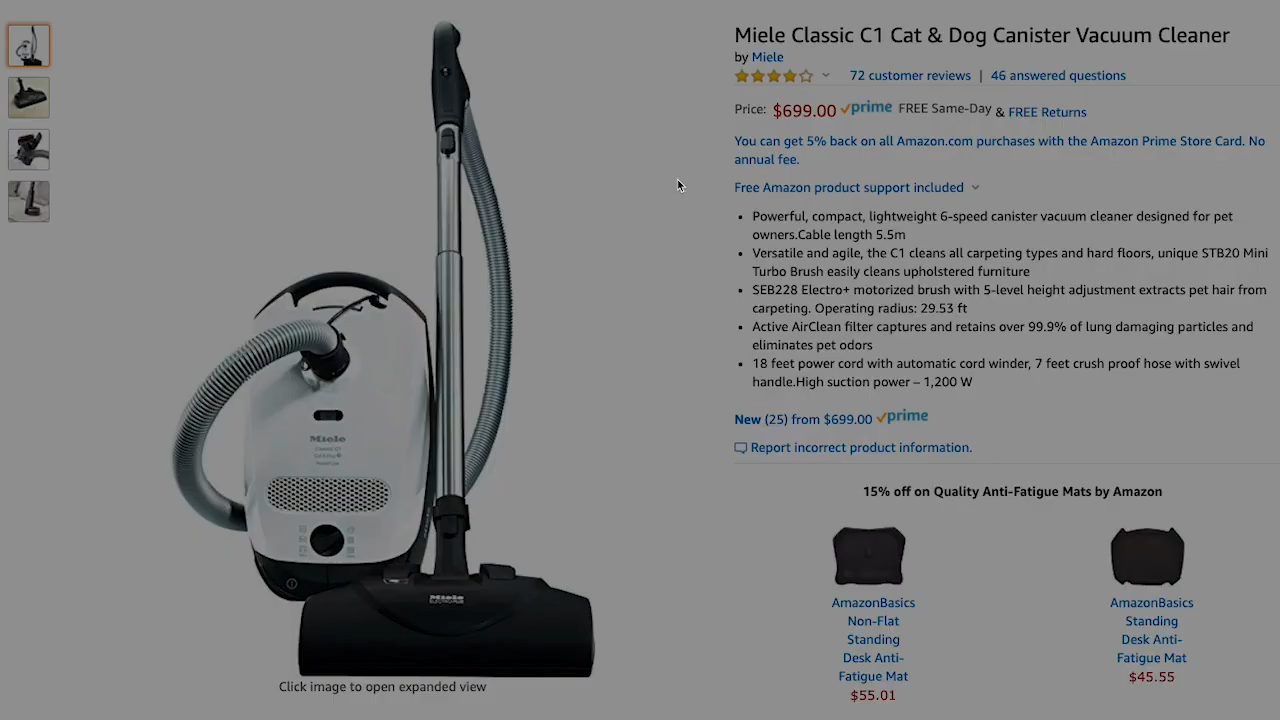 Miele Classic C1 Cat & Dog Canister Vacuum Cleaner
by Miele
72 customer reviews | 46 answered questions
Price: $699.00 prime FREE Same-Day & FREE Returns
You can get 5% back on all Amazon.com purchases with the Amazon Prime Store Card. No
annual fee.
Free Amazon product support included
• Powerful, compact, lightweight 6-speed canister vacuum cleaner designed for pet
owners.Cable length 5.5m
• Versatile and agile, the C1 cleans all carpeting types and hard floors, unique STB20 Mini
Turbo Brush easily cleans upholstered furniture
• SEB228 Electro+ motorized brush with 5-level height adjustment extracts pet hair from
carpeting. Operating radius: 29.53 ft
• Active AirClean filter captures and retains over 99.9% of lung damaging particles and
eliminates pet odors
• 18 feet power cord with automatic cord winder, 7 feet crush proof hose with swivel
handle.High suction power – 1,200 W
New (25) from $699.00 prime
Report incorrect product information.
15% off on Quality Anti-Fatigue Mats by Amazon
AmazonBasics
Non-Flat
Standing
Desk Anti-
Fatigue Mat
$55.01
AmazonBasics
Standing
Desk Anti-
Fatigue Mat
$45.55
Miele
Classic C1
Cat & Dog
Miele
Click image to open expanded view